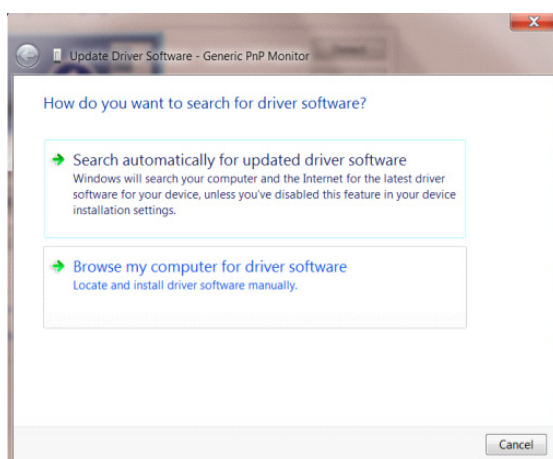 Update Driver Software - Generic PnP Monitor
How do you want to search for driver software?
Search automatically for updated driver software
Windows will search your computer and the Internet for the latest driver
software for your device, unless you've disabled this feature in your device
installation settings.
Browse my computer for driver software
Locate and install driver software manually.
Cancel